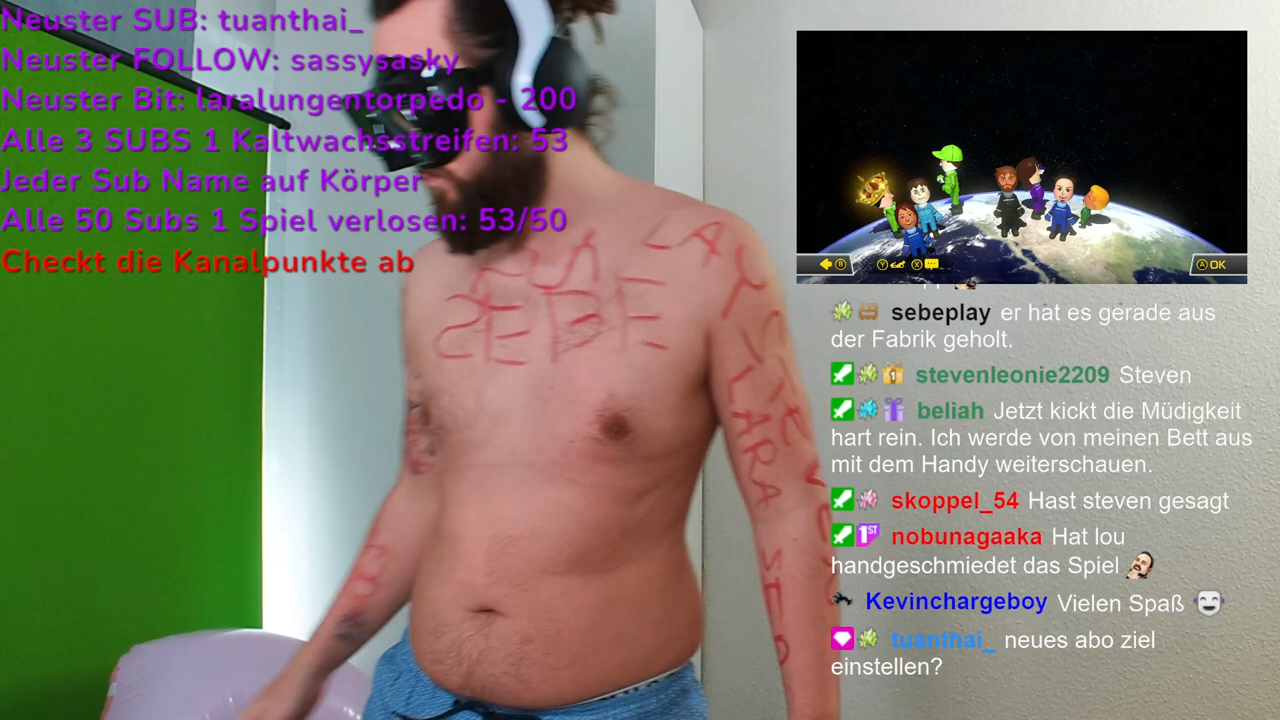 Neuster SUB: tuanthai_
Neuster FOLLOW: sassysasky
Neuster Bit: laralungentorpedo - 200
Alle 3 SUBS 1 Kaltwachsstreifen: 53
Jeder Sub Name auf Körper
Alle 50 Subs 1 Spiel verlosen: 53/50
Checkt die Kanalpunkte ab
SEBE
LARA
B
Y
X
A OK
sebeplay er hat es gerade aus
der Fabrik geholt.
1 stevenleonie2209 Steven
beliah Jetzt kickt die Müdigkeit
hart rein. Ich werde von meinen Bett aus
mit dem Handy weiterschauen.
skoppel_54 Hast steven gesagt
1ST nobunagaaka Hat lou
handgeschmiedet das Spiel
Kevinchargeboy Vielen Spaß
tuanthai_ neues abo ziel
einstellen?